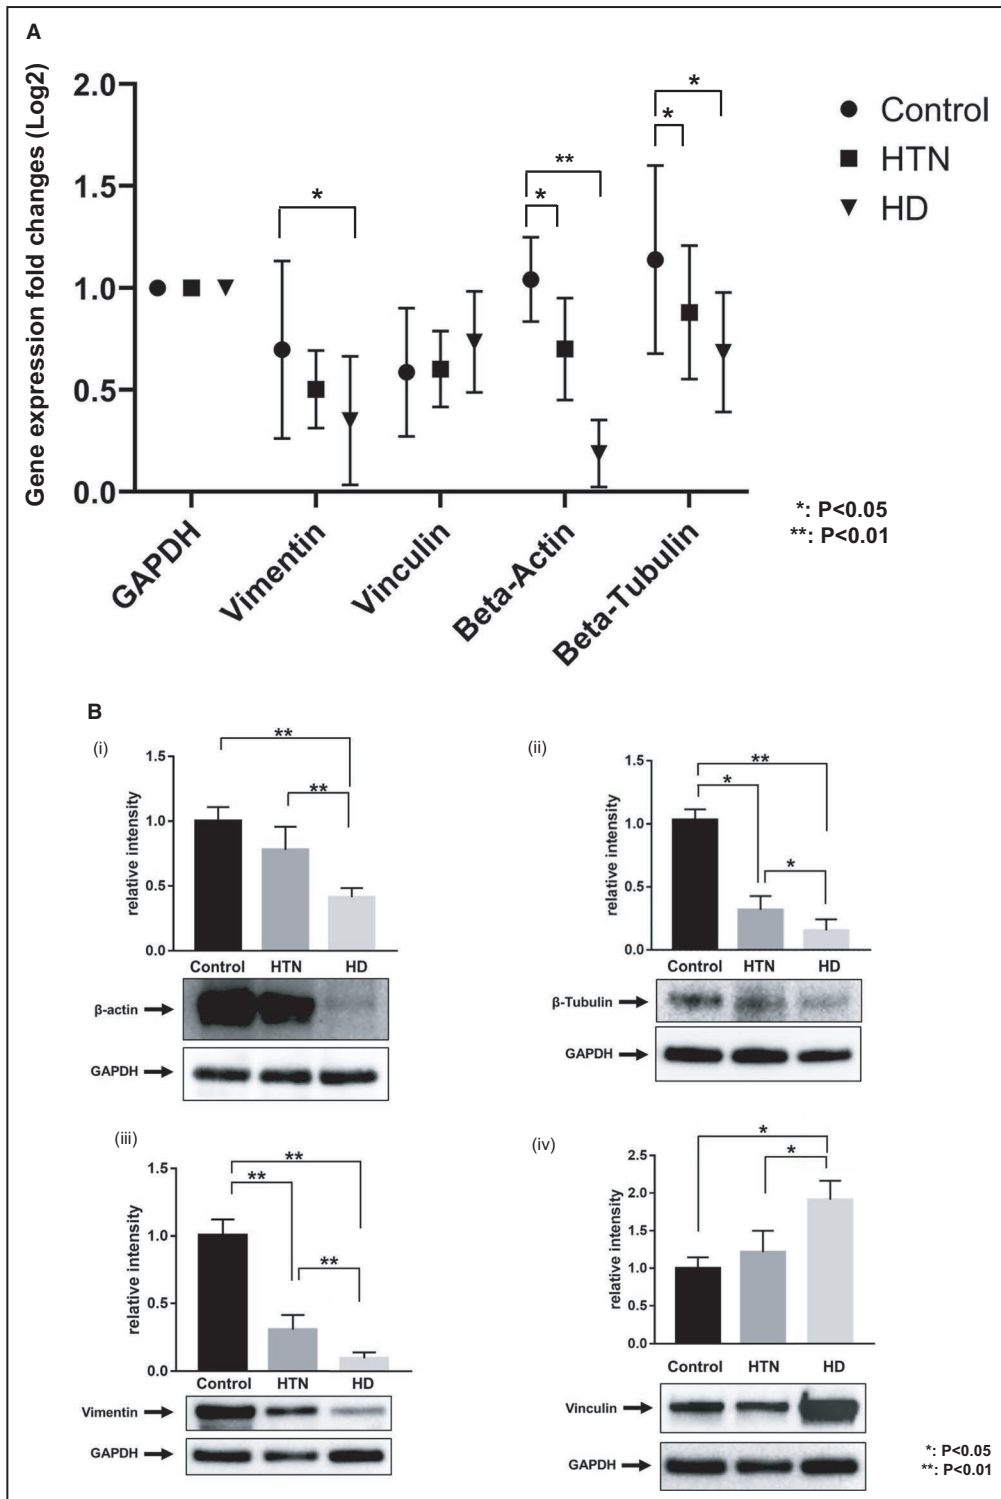 A
Gene expression fold changes (Log2)
2.0
1.5
1.0
0.5
0.0
*
*
**
*
*
Control
HTN
HD
GAPDH
Vimentin
Vinculin
Beta-Actin
Beta-Tubulin
*: P<0.05
**: P<0.01
B
(i)
relative intensity
1.5
1.0
0.5
0.0
**
**
Control HTN HD
β-actin
GAPDH
(ii)
relative intensity
1.5
1.0
0.5
0.0
**
*
*
Control HTN HD
β-Tubulin
GAPDH
(iii)
relative intensity
1.5
1.0
0.5
0.0
**
**
**
Control HTN HD
Vimentin
GAPDH
(iv)
relative intensity
2.5
2.0
1.5
1.0
0.5
0.0
*
*
Control HTN HD
Vinculin
GAPDH
*: P<0.05
**: P<0.01